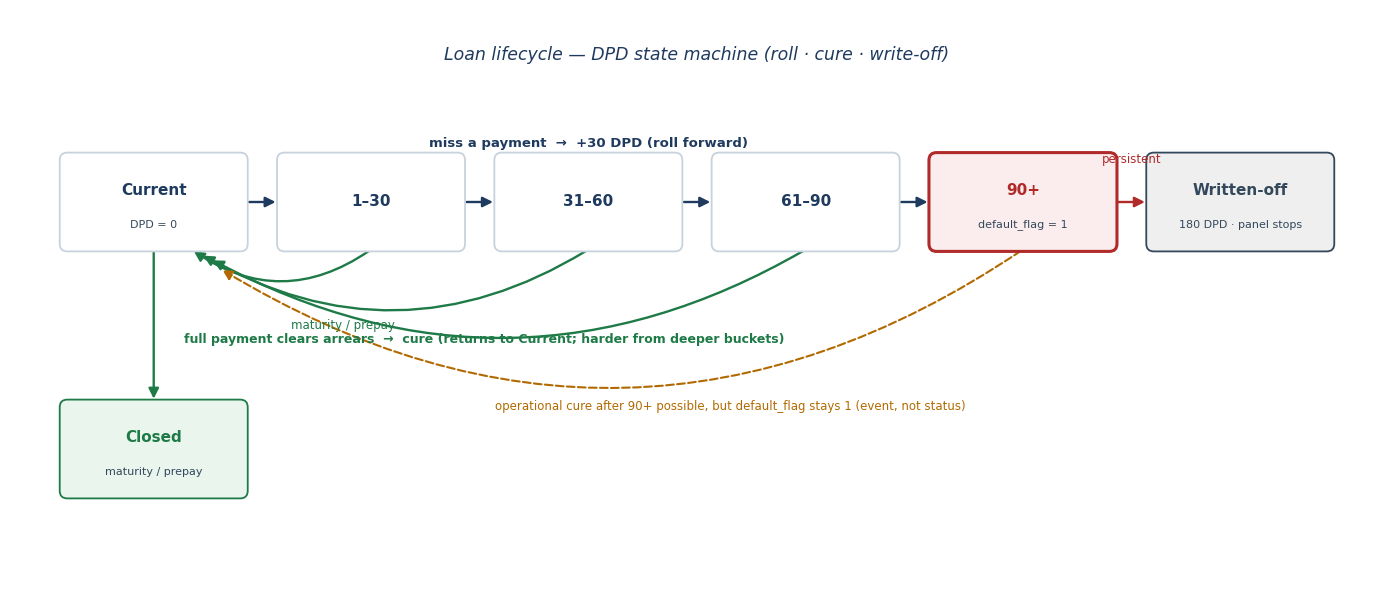 Loan lifecycle — DPD state machine (roll · cure · write-off)
miss a payment → +30 DPD (roll forward)
persistent
Current
DPD = 0
1–30
31–60
61–90
90+
default_flag = 1
Written-off
180 DPD · panel stops
maturity / prepay
full payment clears arrears → cure (returns to Current; harder from deeper buckets)
operational cure after 90+ possible, but default_flag stays 1 (event, not status)
Closed
maturity / prepay